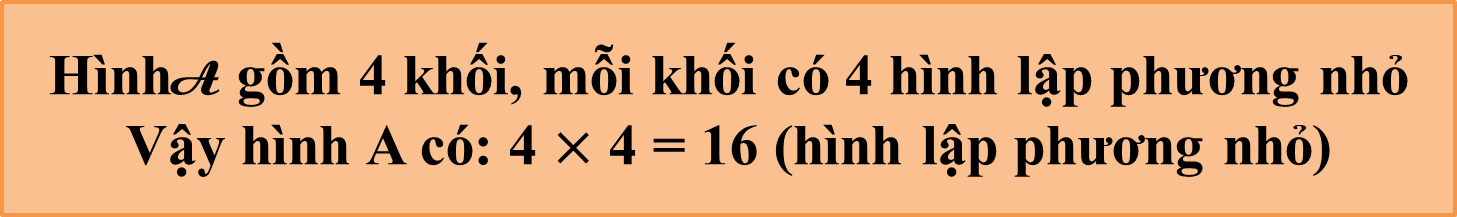 Hình𝓐 gồm 4 khối, mỗi khối có 4 hình lập phương nhỏ
Vậy hình A có: 4 × 4 = 16 (hình lập phương nhỏ)